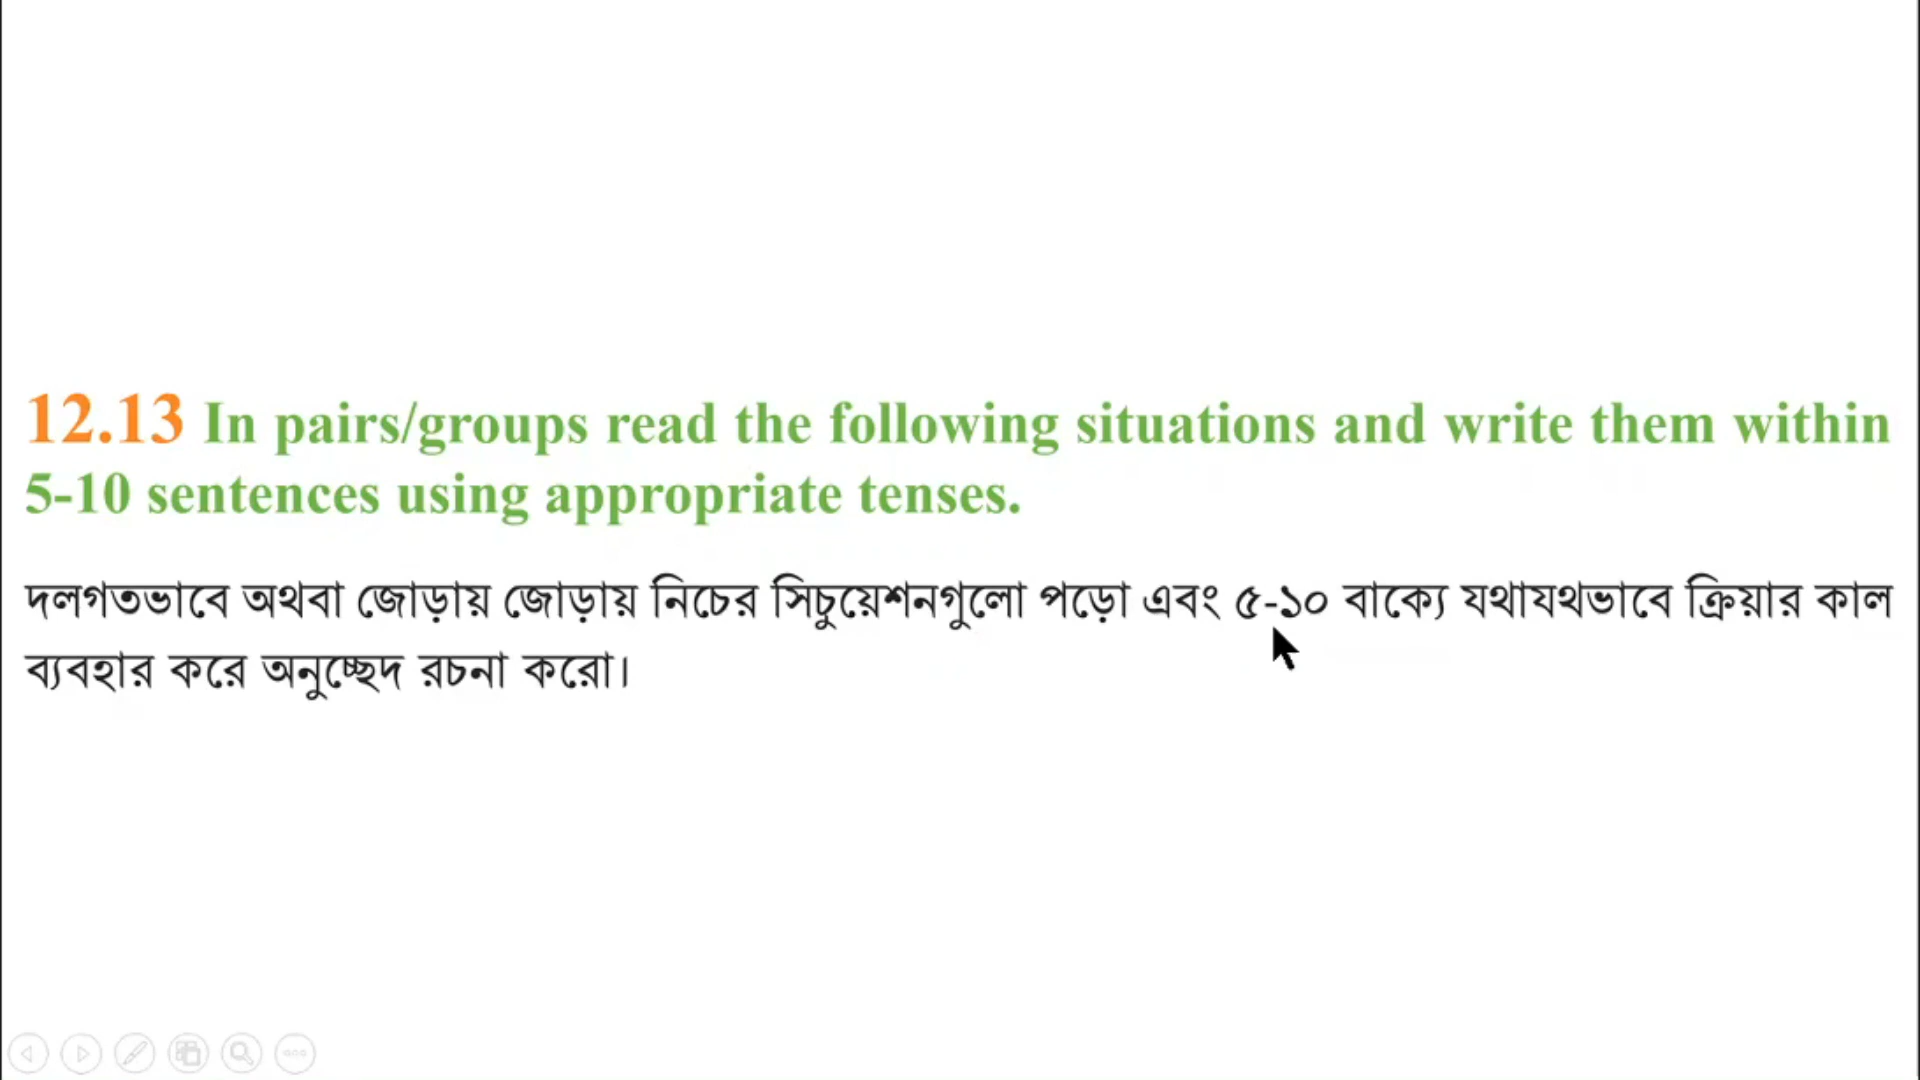 12.13 In pairs/groups read the following situations and write them within
5-10 sentences using appropriate tenses.
দলগতভাবে অথবা জোড়ায় জোড়ায় নিচের সিচুয়েশনগুলো পড়ো এবং ৫-১০ বাক্যে যথাযথভাবে ক্রিয়ার কাল
ব্যবহার করে অনুচ্ছেদ রচনা করো।